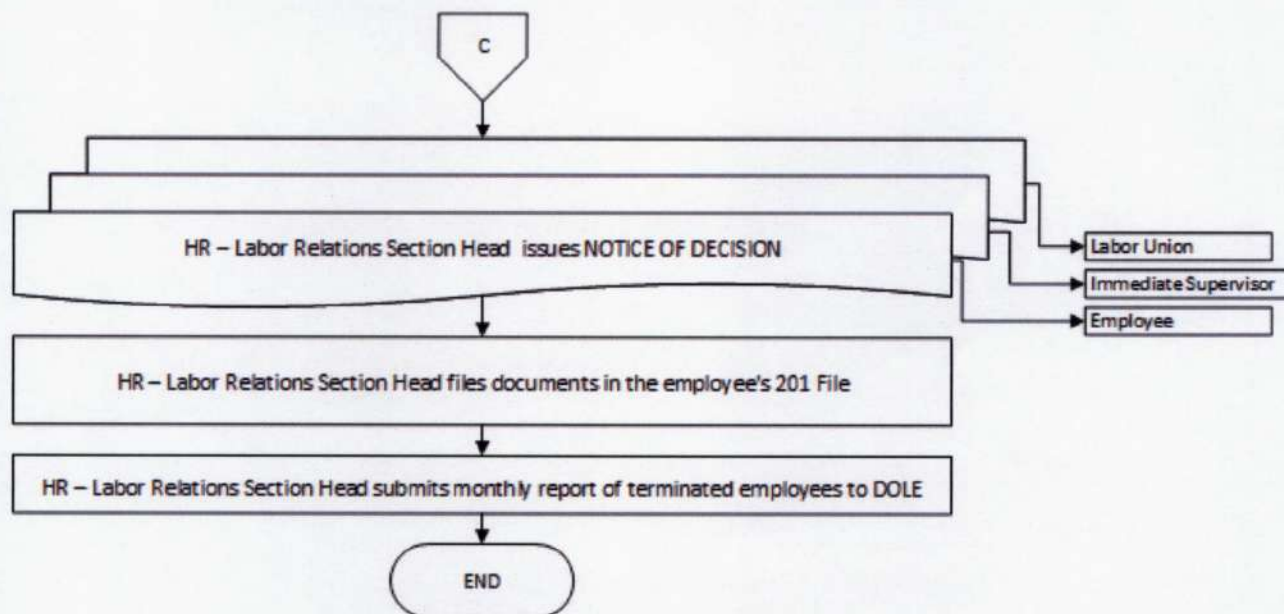 C
HR – Labor Relations Section Head issues NOTICE OF DECISION
Labor Union
Immediate Supervisor
Employee
HR – Labor Relations Section Head files documents in the employee's 201 File
HR – Labor Relations Section Head submits monthly report of terminated employees to DOLE
END